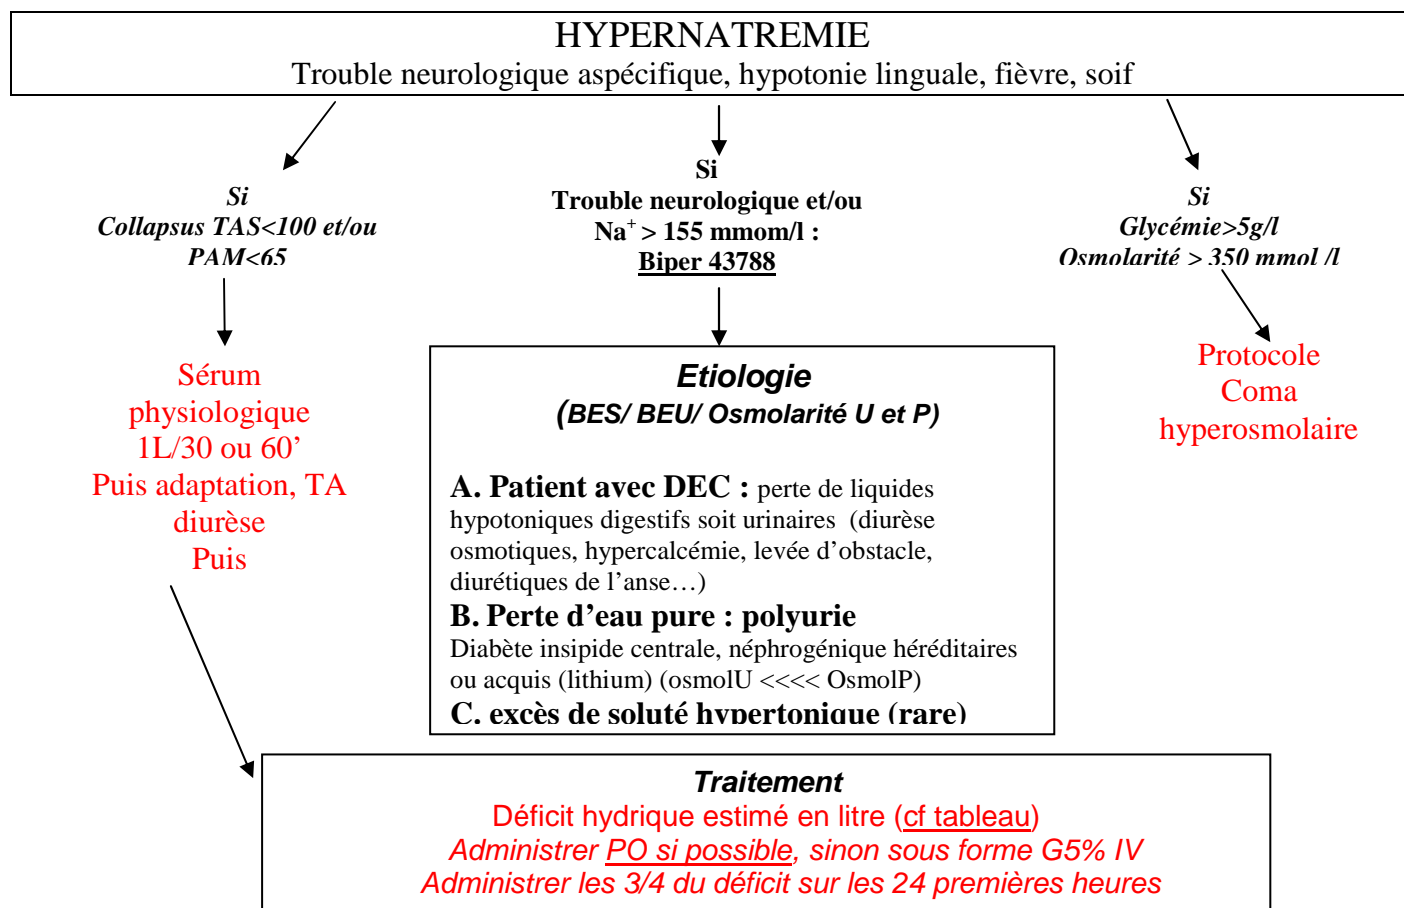 HYPERNATREMIE
Trouble neurologique aspécifique, hypotonie linguale, fièvre, soif
Si
Collapsus TAS<100 et/ou
PAM<65
Si
Trouble neurologique et/ou
Na+ > 155 mmom/l :
Biper 43788
Si
Glycémie>5g/l
Osmolarité > 350 mmol /l
Sérum
physiologique
1L/30 ou 60’
Puis adaptation, TA
diurèse
Puis
Etiologie
(BES/ BEU/ Osmolarité U et P)
A. Patient avec DEC : perte de liquides
hypotoniques digestifs soit urinaires (diurèse
osmotiques, hypercalcémie, levée d’obstacle,
diurétiques de l’anse…)
B. Perte d’eau pure : polyurie
Diabète insipide centrale, néphrogénique héréditaires
ou acquis (lithium) (osmolU <<<< OsmolP)
C. excès de soluté hypertonique (rare)
Protocole
Coma
hyperosmolaire
Traitement
Déficit hydrique estimé en litre (cf tableau)
Administrer PO si possible, sinon sous forme G5% IV
Administrer les 3/4 du déficit sur les 24 premières heures